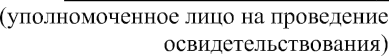 (уполномоченное лицо на проведение
освидетельствования)